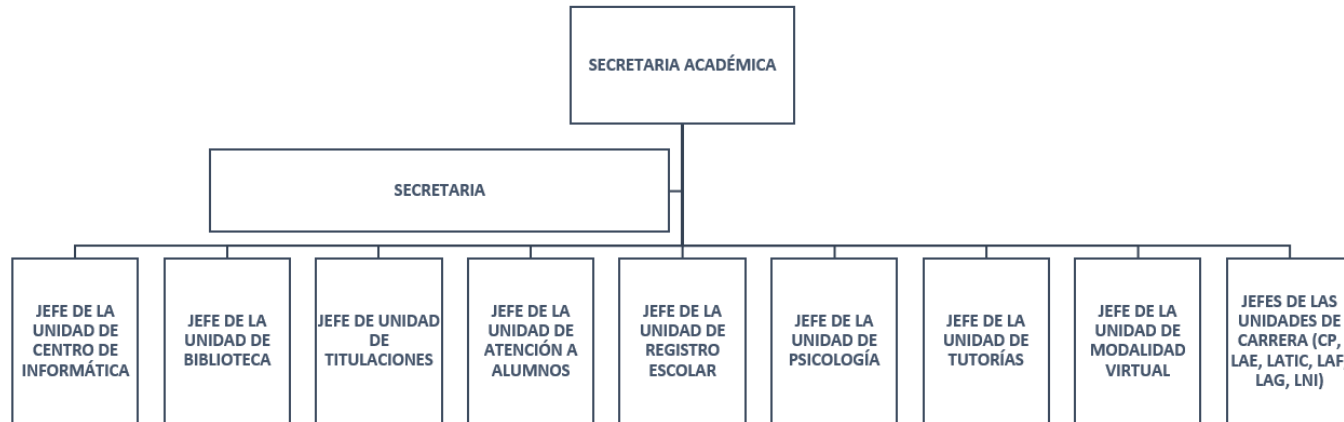 SECRETARIA ACADÉMICA
SECRETARIA
JEFE DE LA
UNIDAD DE
CENTRO DE
INFORMÁTICA
JEFE DE LA
UNIDAD DE
BIBLIOTECA
JEFE DE UNIDAD
DE
TITULACIONES
JEFE DE LA
UNIDAD DE
ATENCIÓN A
ALUMNOS
JEFE DE LA
UNIDAD DE
REGISTRO
ESCOLAR
JEFE DE LA
UNIDAD DE
PSICOLOGÍA
JEFE DE LA
UNIDAD DE
TUTORÍAS
JEFE DE LA
UNIDAD DE
MODALIDAD
VIRTUAL
JEFES DE LAS
UNIDADES DE
CARRERA (CP,
LAE, LATIC, LAF,
LAG, LNI)